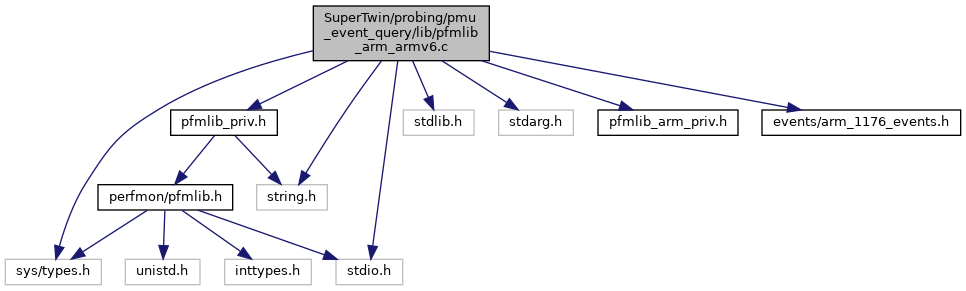 SuperTwin/probing/pmu
_event_query/lib/pfmlib
_arm_armv6.c
pfmlib_priv.h
stdlib.h
stdarg.h
pfmlib_arm_priv.h
events/arm_1176_events.h
perfmon/pfmlib.h
string.h
sys/types.h
unistd.h
inttypes.h
stdio.h